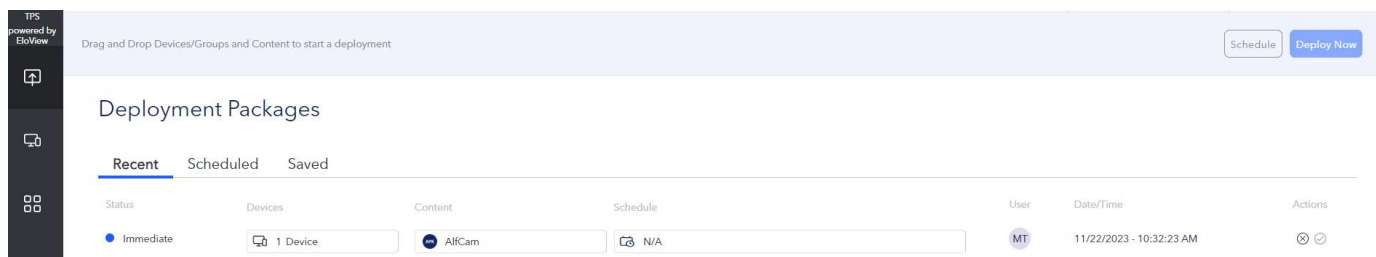 TPS
powered by
EloView
Drag and Drop Devices/Groups and Content to start a deployment
Schedule
Deploy Now
Deployment Packages
Recent Scheduled Saved
Status Devices Content Schedule User Date/Time Actions
Immediate 1 Device APK AlfCam N/A MT 11/22/2023 - 10:32:23 AM